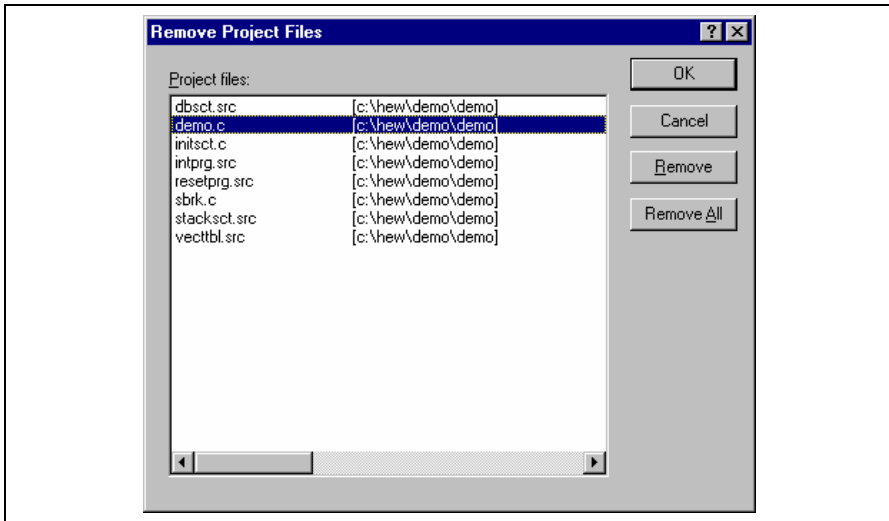 Remove Project Files
Project files:
dbsct.src [c:\hew\demo\demo]
demo.c [c:\hew\demo\demo]
initsct.c [c:\hew\demo\demo]
intprg.src [c:\hew\demo\demo]
resetprg.src [c:\hew\demo\demo]
sbrk.c [c:\hew\demo\demo]
stacksct.src [c:\hew\demo\demo]
vecttbl.src [c:\hew\demo\demo]
OK
Cancel
Remove
Remove All